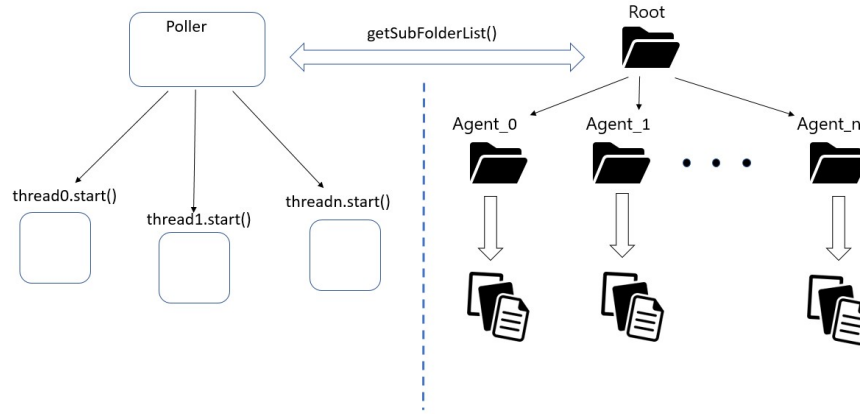 Poller
getSubFolderList()
Root
Agent_0
Agent_1
Agent_n
thread0.start()
thread1.start()
threadn.start()